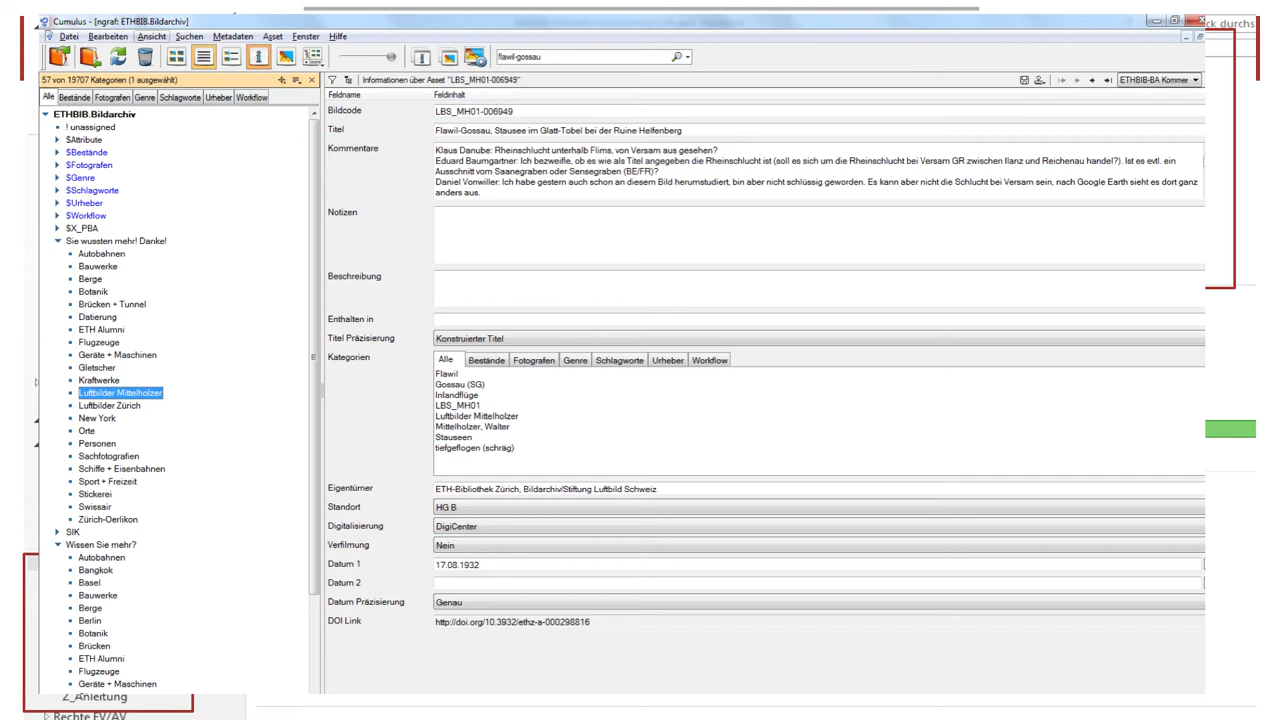 Cumulus - [ngraf: ETHBIB.Bildarchiv]
ck durchs
Datei Bearbeiten Ansicht Suchen Metadaten Asset Fenster Hilfe
flawil-gossau
57 von 19707 Kategorien (1 ausgewählt)
Informationen über Asset "LBS_MH01-006949"
ETHBIB-BA Kommer
Alle Bestände Fotografen Genre Schlagworte Urheber Workflow
ETHBIB.Bildarchiv
! unassigned
$Attribute
$Bestände
$Fotografen
$Genre
$Schlagworte
$Urheber
$Workflow
$X_PBA
Sie wussten mehr! Danke!
Autobahnen
Bauwerke
Berge
Botanik
Brücken + Tunnel
Datierung
ETH Alumni
Flugzeuge
Geräte + Maschinen
Gletscher
Kraftwerke
Luftbilder Mittelholzer
Luftbilder Zürich
New York
Orte
Personen
Sachfotografien
Schiffe + Eisenbahnen
Sport + Freizeit
Stickerei
Swissair
Zürich-Oerlikon
SIK
Wissen Sie mehr?
Autobahnen
Bangkok
Basel
Bauwerke
Berge
Berlin
Botanik
Brücken
ETH Alumni
Flugzeuge
Geräte + Maschinen
Z_Anleitung
Rechte EV/AV
Feldname Feldinhalt
Bildcode LBS_MH01-006949
Titel Flawil-Gossau, Stausee im Glatt-Tobel bei der Ruine Helfenberg
Kommentare Klaus Danube: Rheinschlucht unterhalb Flims, von Versam aus gesehen?
Eduard Baumgartner: Ich bezweifle, ob es wie als Titel angegeben die Rheinschlucht ist (soll es sich um die Rheinschlucht bei Versam GR zwischen Ilanz und Reichenau handel?). Ist es evtl. ein
Ausschnitt vom Saanegraben oder Sensegraben (BE/FR)?
Daniel Vonwiller: Ich habe gestern auch schon an diesem Bild herumstudiert, bin aber nicht schlüssig geworden. Es kann aber nicht die Schlucht bei Versam sein, nach Google Earth sieht es dort ganz
anders aus.
Notizen
Beschreibung
Enthalten in
Titel Präzisierung Konstruierter Titel
Kategorien Alle Bestände Fotografen Genre Schlagworte Urheber Workflow
Flawil
Gossau (SG)
Inlandflüge
LBS_MH01
Luftbilder Mittelholzer
Mittelholzer, Walter
Stauseen
tiefgeflogen (schräg)
Eigentümer ETH-Bibliothek Zürich, Bildarchiv/Stiftung Luftbild Schweiz
Standort HG B
Digitalisierung DigiCenter
Verfilmung Nein
Datum 1 17.08.1932
Datum 2
Datum Präzisierung Genau
DOI Link http://doi.org/10.3932/ethz-a-000298816